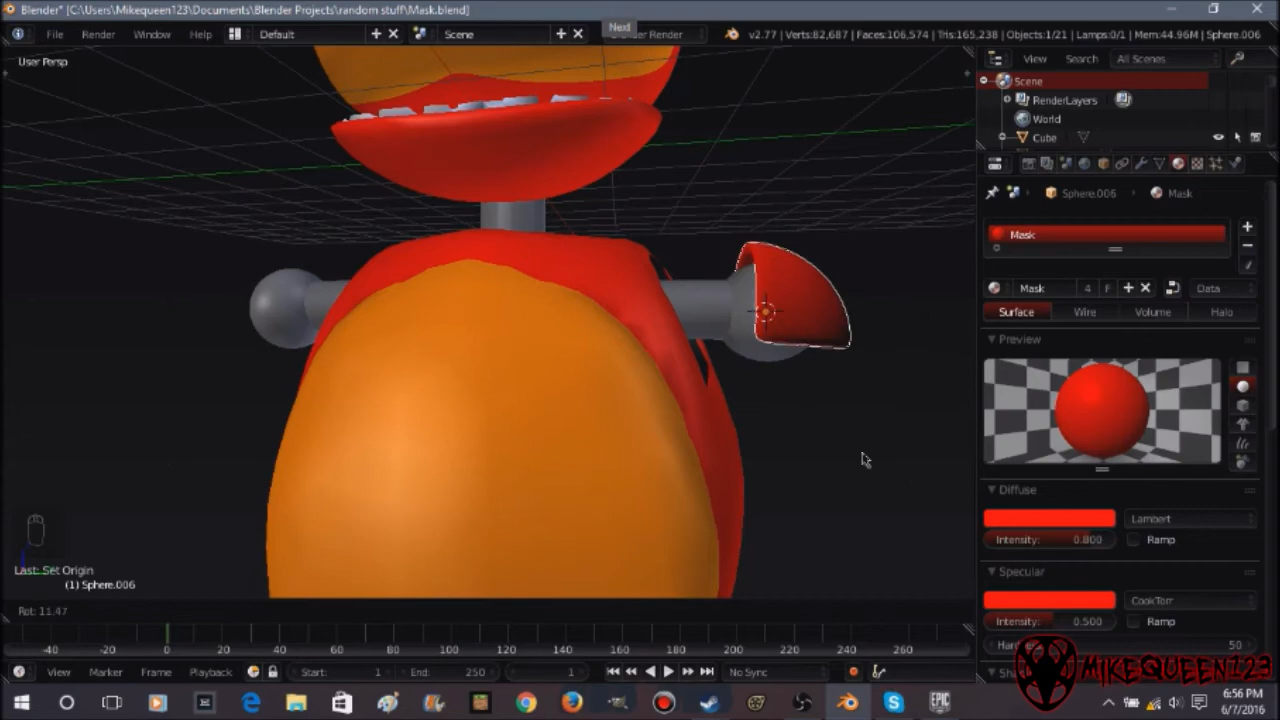 Blender* [C:\Users\Mikequeen123\Documents\Blender Projects\random stuff\Mask.blend]
File Render Window Help Default Scene Next Blender Render v2.77 | Verts:82,687 | Faces:106,574 | Tris:165,238 | Objects:1/21 | Lamps:0/1 | Mem:44.96M | Sphere.006
User Persp
View Search All Scenes
Scene
RenderLayers
World
Cube
Sphere.006 Mask
Mask
Mask 4 F Data
Surface Wire Volume Halo
Preview
Diffuse
Lambert
Intensity: 0.800 Ramp
Specular
CookTorr
Intensity: 0.500 Ramp
50
Last: Set Origin
(1) Sphere.006
Rot: 11.47
-40 -20 0 20 40 60 80 100 120 140 160 180 200 220 240 260
View Marker Frame Playback Start: 1 End: 250 1 No Sync
MIKEQUEEN123
EPIC
6:56 PM
6/7/2016